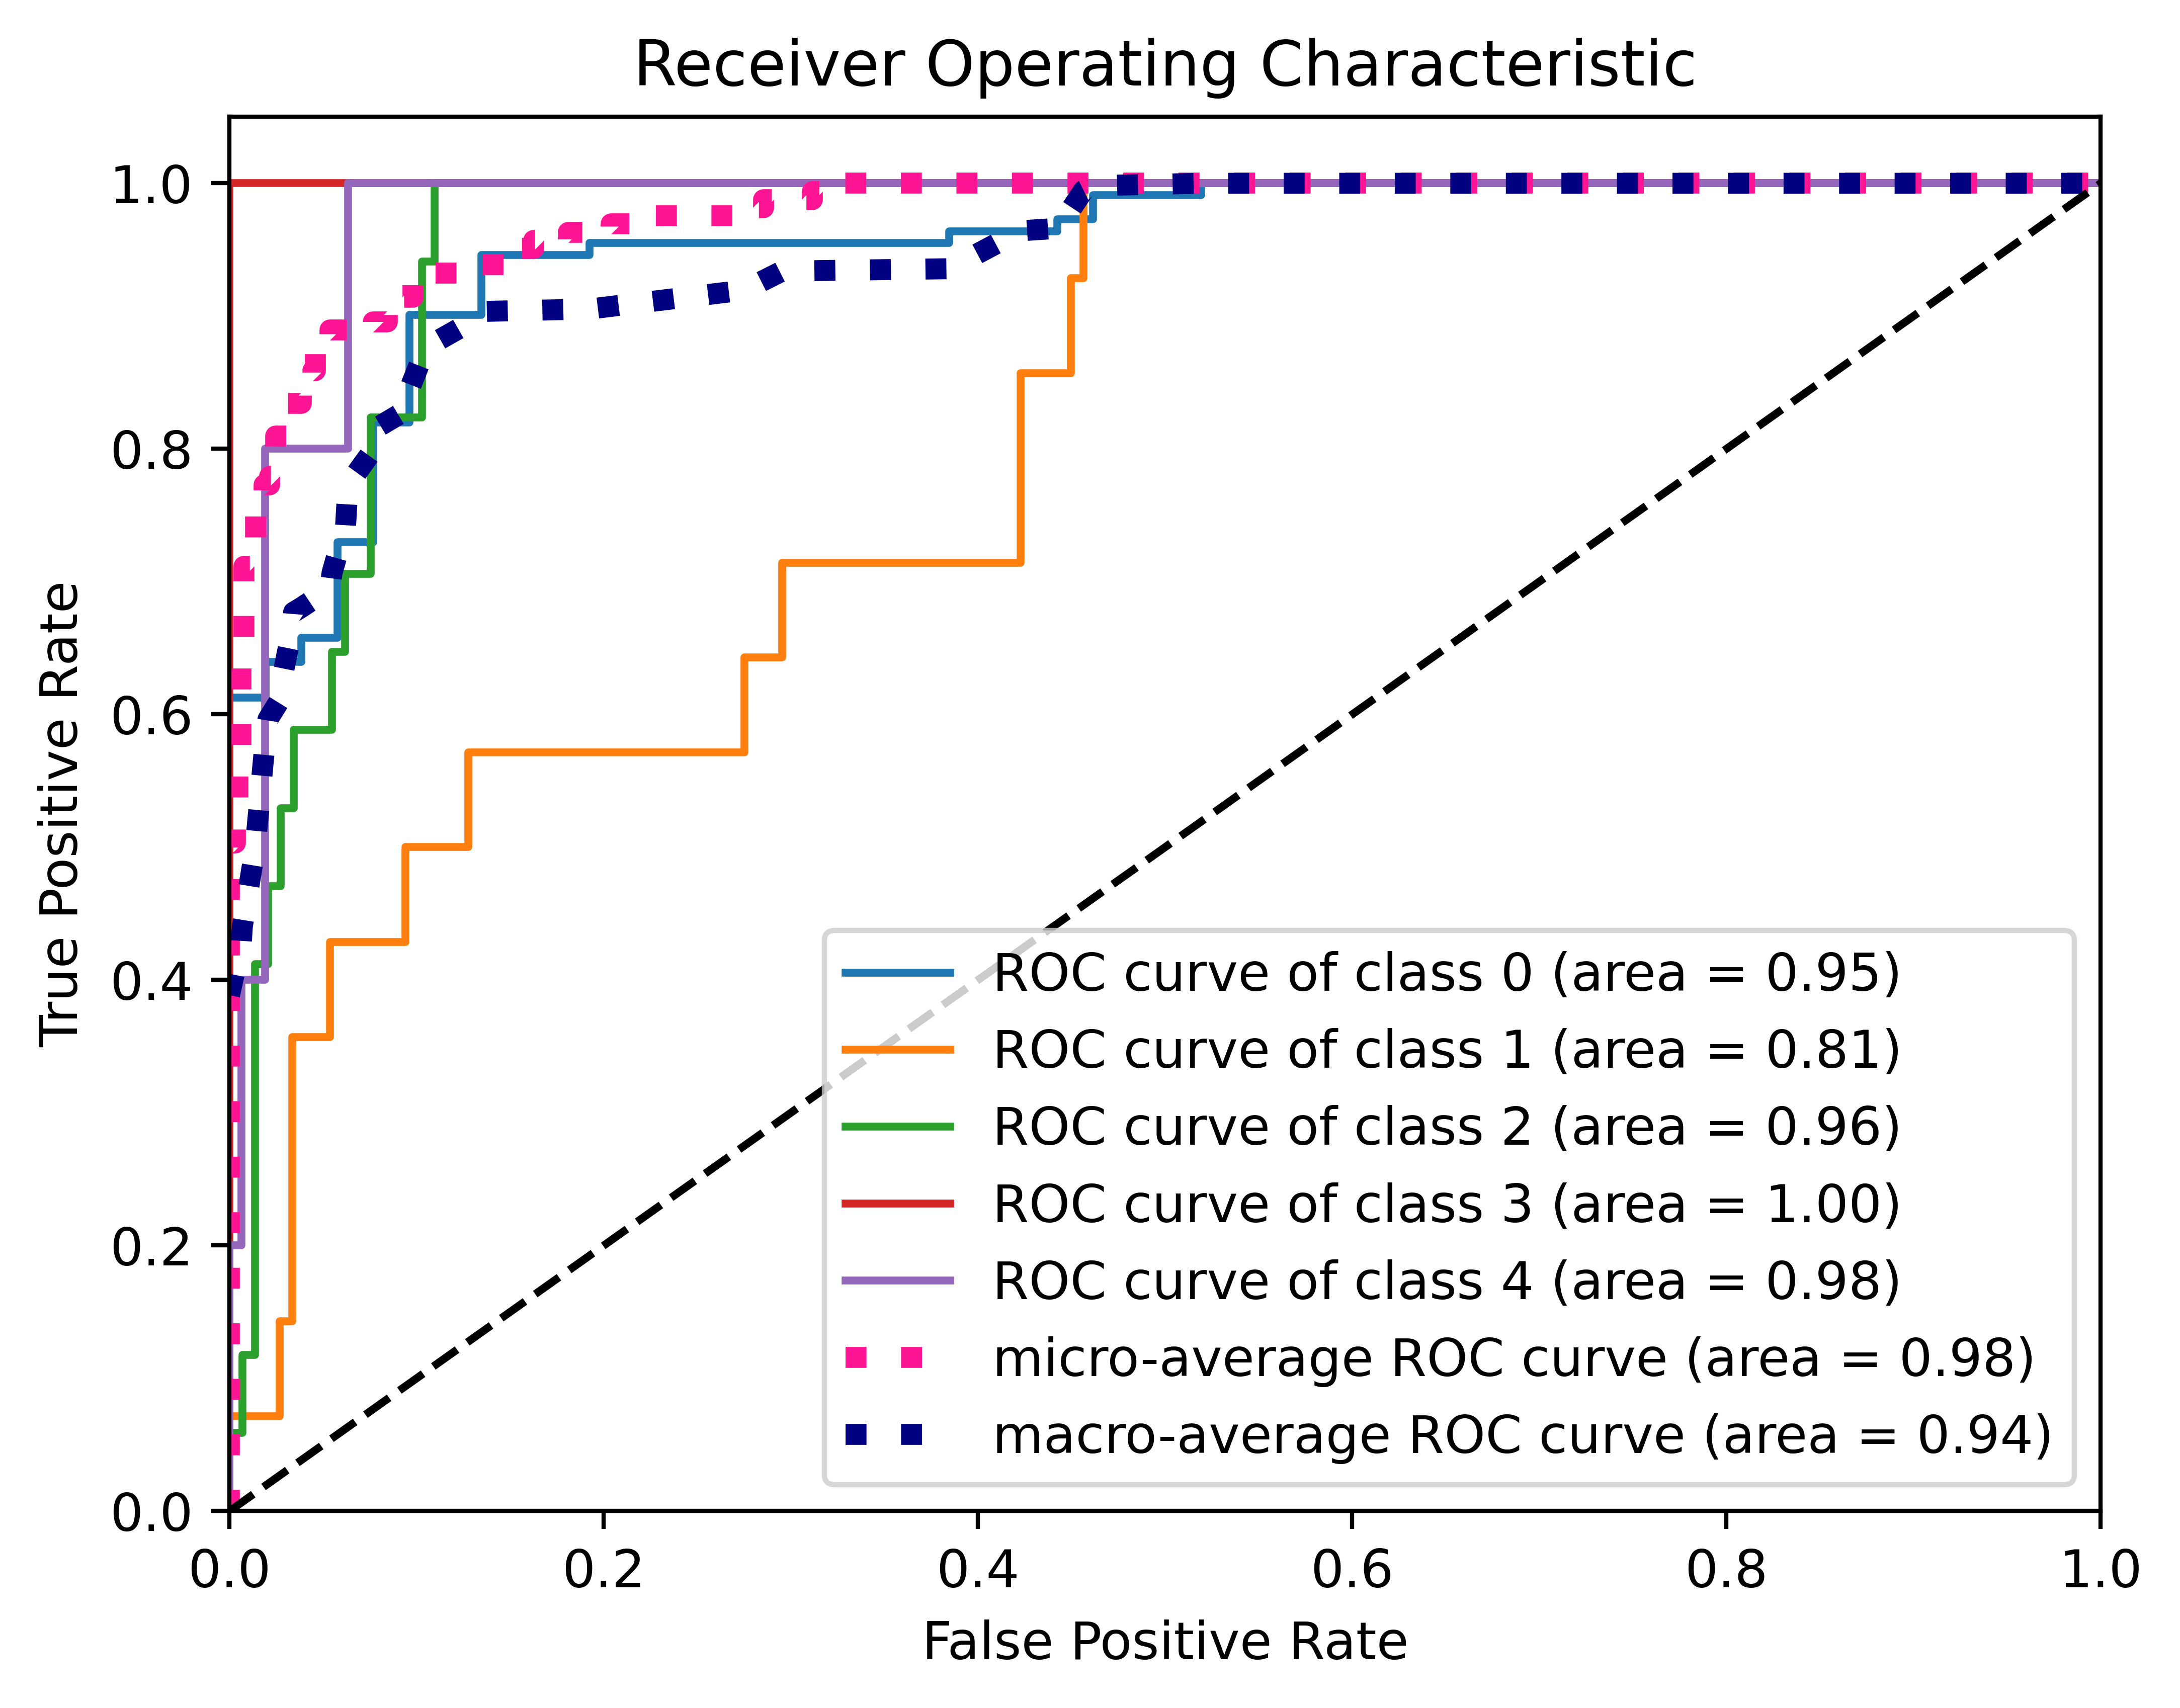 Receiver Operating Characteristic
True Positive Rate
1.0
0.8
0.6
0.4
0.2
0.0
ROC curve of class 0 (area = 0.95)
ROC curve of class 1 (area = 0.81)
ROC curve of class 2 (area = 0.96)
ROC curve of class 3 (area = 1.00)
ROC curve of class 4 (area = 0.98)
micro-average ROC curve (area = 0.98)
macro-average ROC curve (area = 0.94)
0.0 0.2 0.4 0.6 0.8 1.0
False Positive Rate